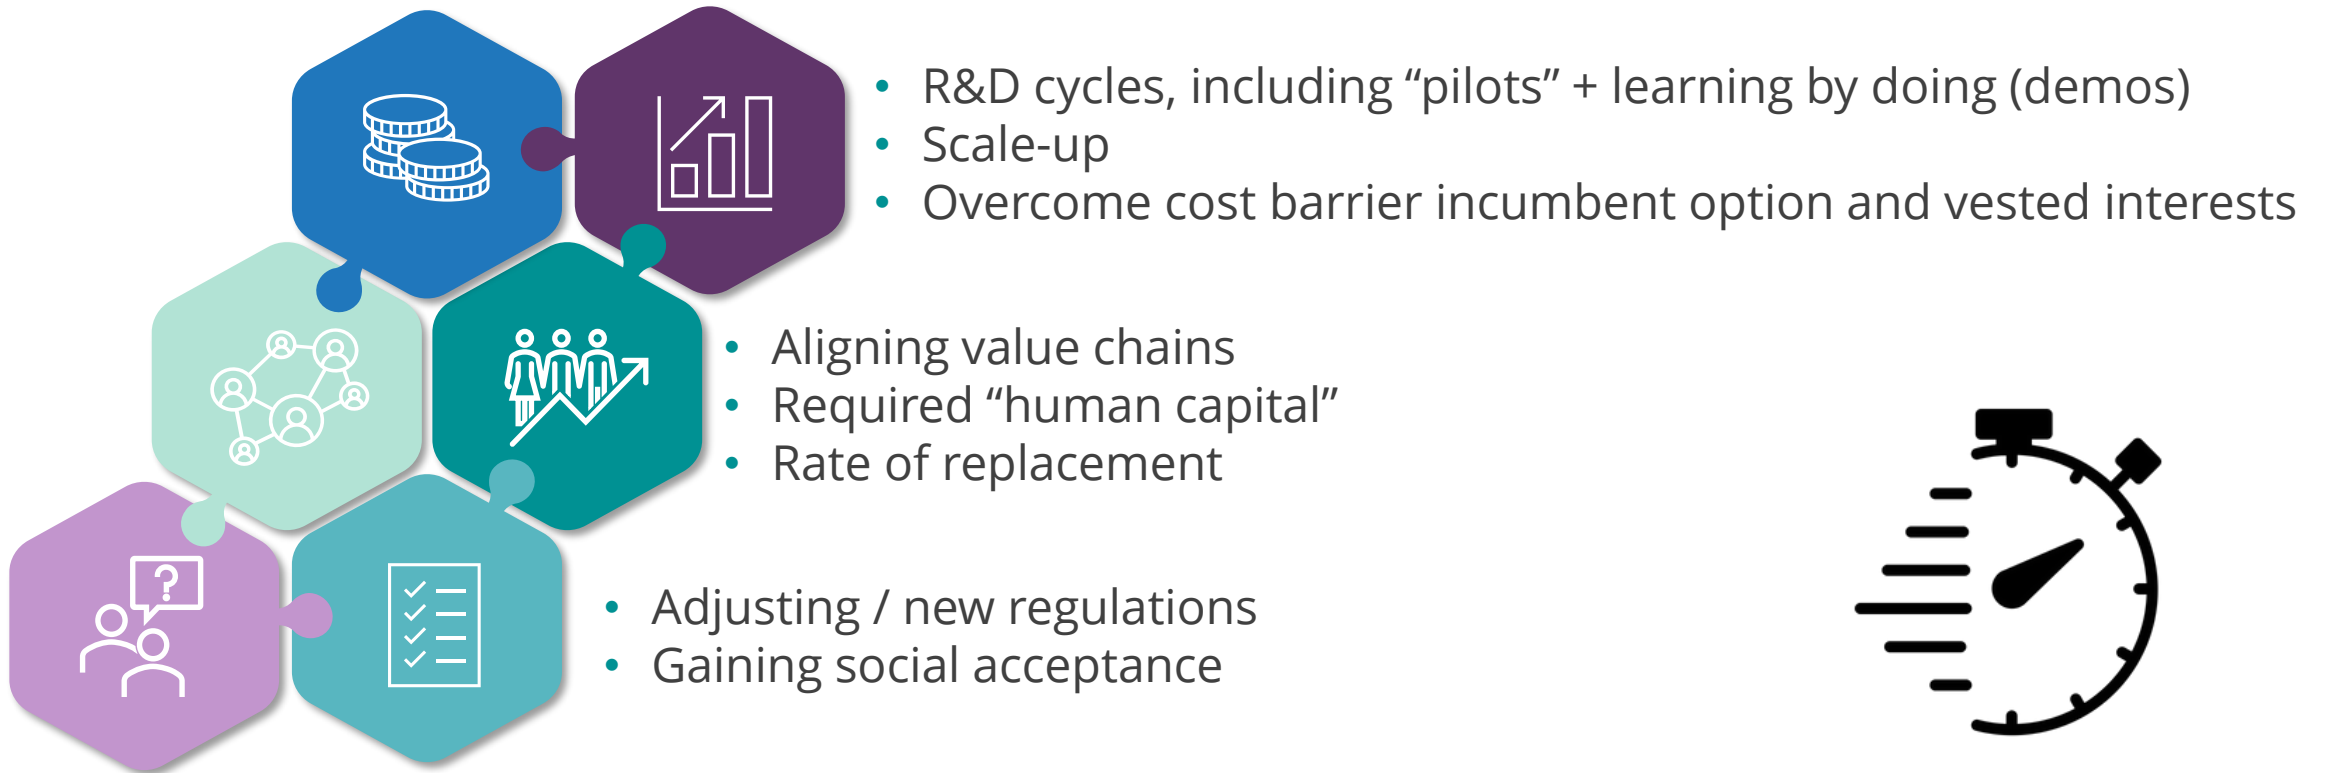 • R&D cycles, including “pilots” + learning by doing (demos)
• Scale-up
• Overcome cost barrier incumbent option and vested interests
• Aligning value chains
• Required “human capital”
• Rate of replacement
?
• Adjusting / new regulations
• Gaining social acceptance